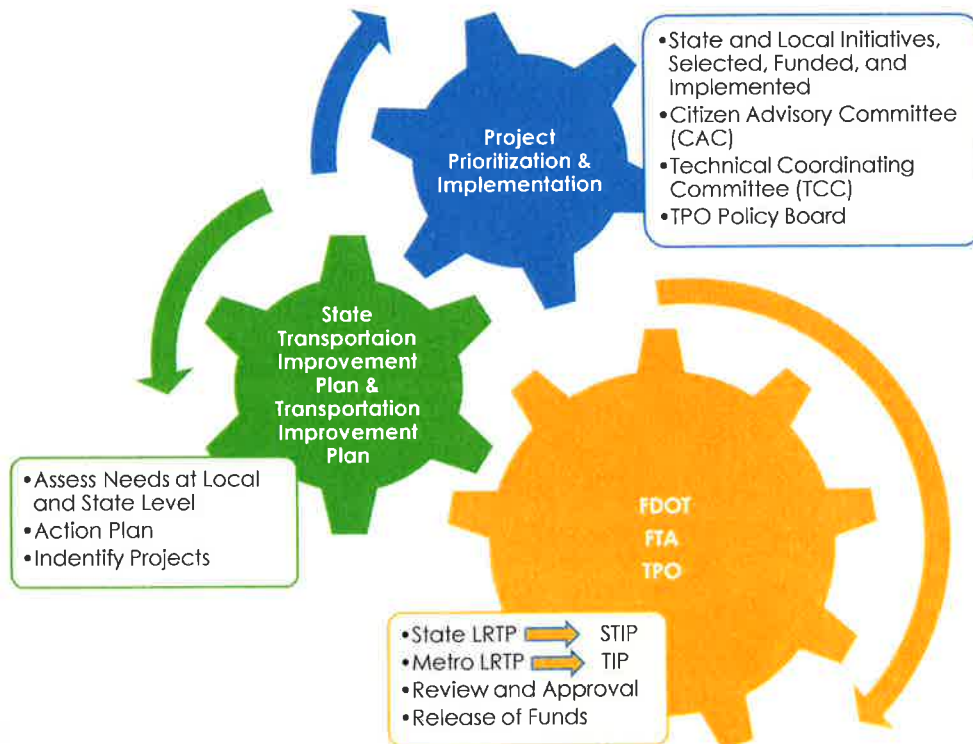 Project
Prioritization &
Implementation
•State and Local Initiatives,
Selected, Funded, and
Implemented
•Citizen Advisory Committee
(CAC)
•Technical Coordinating
Committee (TCC)
•TPO Policy Board
State
Transportaion
Improvement
Plan &
Transportation
Improvement
Plan
•Assess Needs at Local
and State Level
•Action Plan
•Indentify Projects
FDOT
FTA
TPO
•State LRTP STIP
•Metro LRTP TIP
•Review and Approval
•Release of Funds